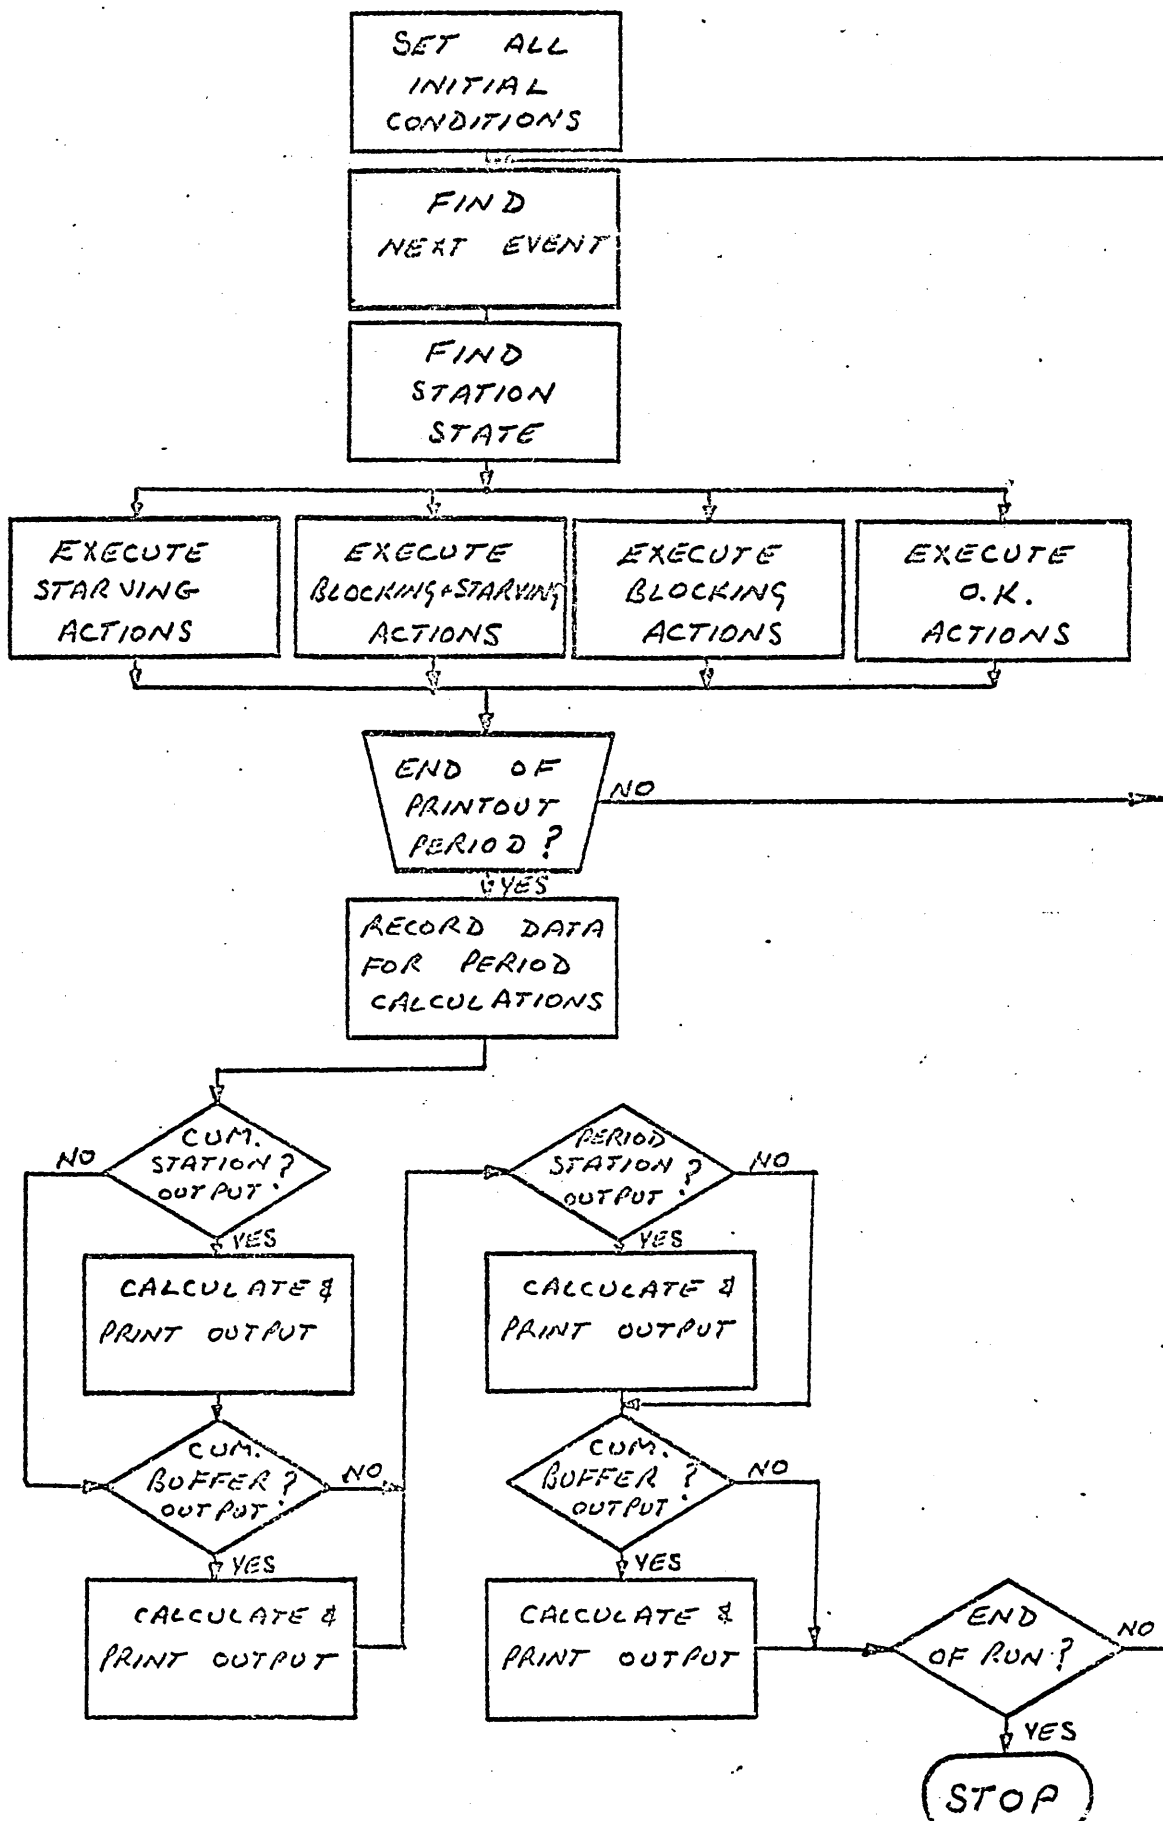 SET ALL
INITIAL
CONDITIONS
FIND
NEXT EVENT
FIND
STATION
STATE
EXECUTE
STARVING
ACTIONS
EXECUTE
BLOCKING+STARVING
ACTIONS
EXECUTE
BLOCKING
ACTIONS
EXECUTE
O.K.
ACTIONS
END OF
PRINTOUT
PERIOD?
NO
YES
RECORD DATA
FOR PERIOD
CALCULATIONS
CUM.
STATION?
OUTPUT
NO
YES
CALCULATE &
PRINT OUTPUT
CUM.
BUFFER?
OUTPUT
NO
YES
CALCULATE &
PRINT OUTPUT
PERIOD
STATION?
OUTPUT
NO
YES
CALCULATE &
PRINT OUTPUT
CUM.
BUFFER?
OUTPUT
NO
YES
CALCULATE &
PRINT OUTPUT
END
OF RUN?
NO
YES
STOP